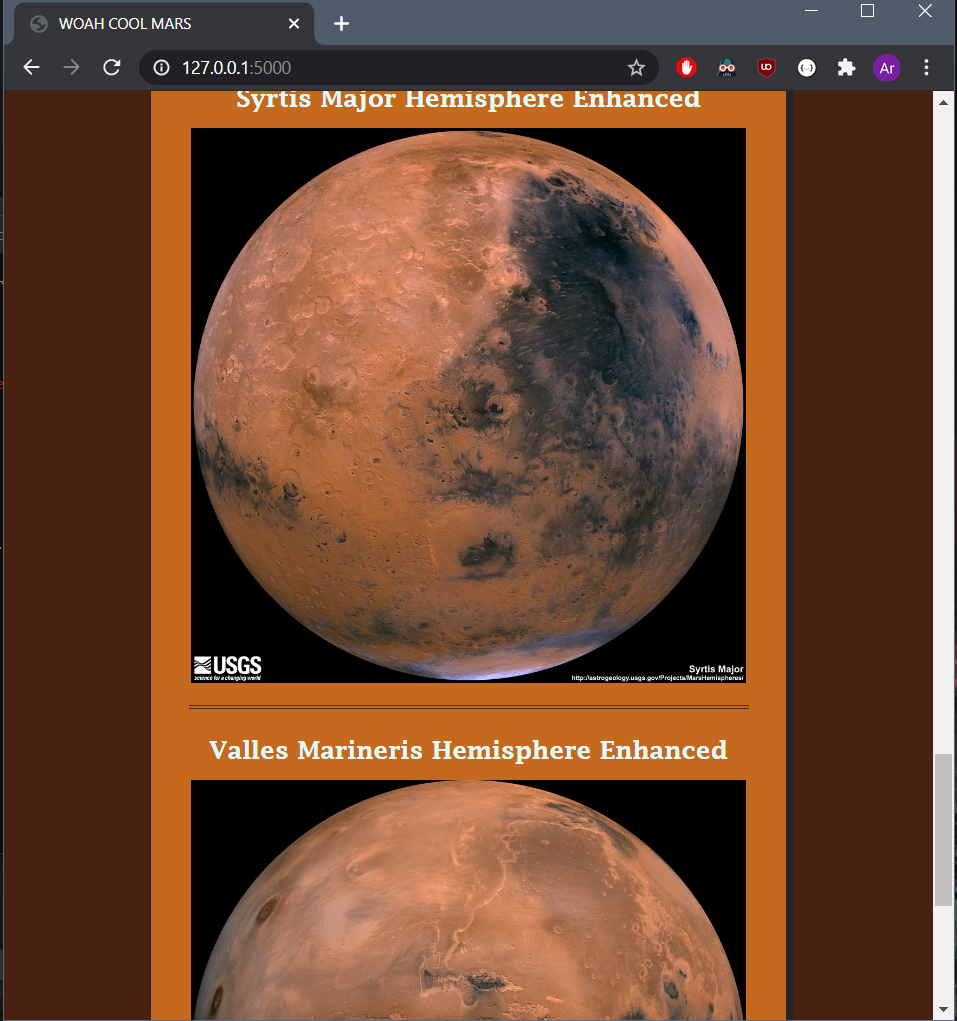 WOAH COOL MARS
127.0.0.1:5000
Ar
Syrtis Major Hemisphere Enhanced
USGS
science for a changing world
Syrtis Major
http://astrogeology.usgs.gov/Projects/MarsHemispheres/
Valles Marineris Hemisphere Enhanced